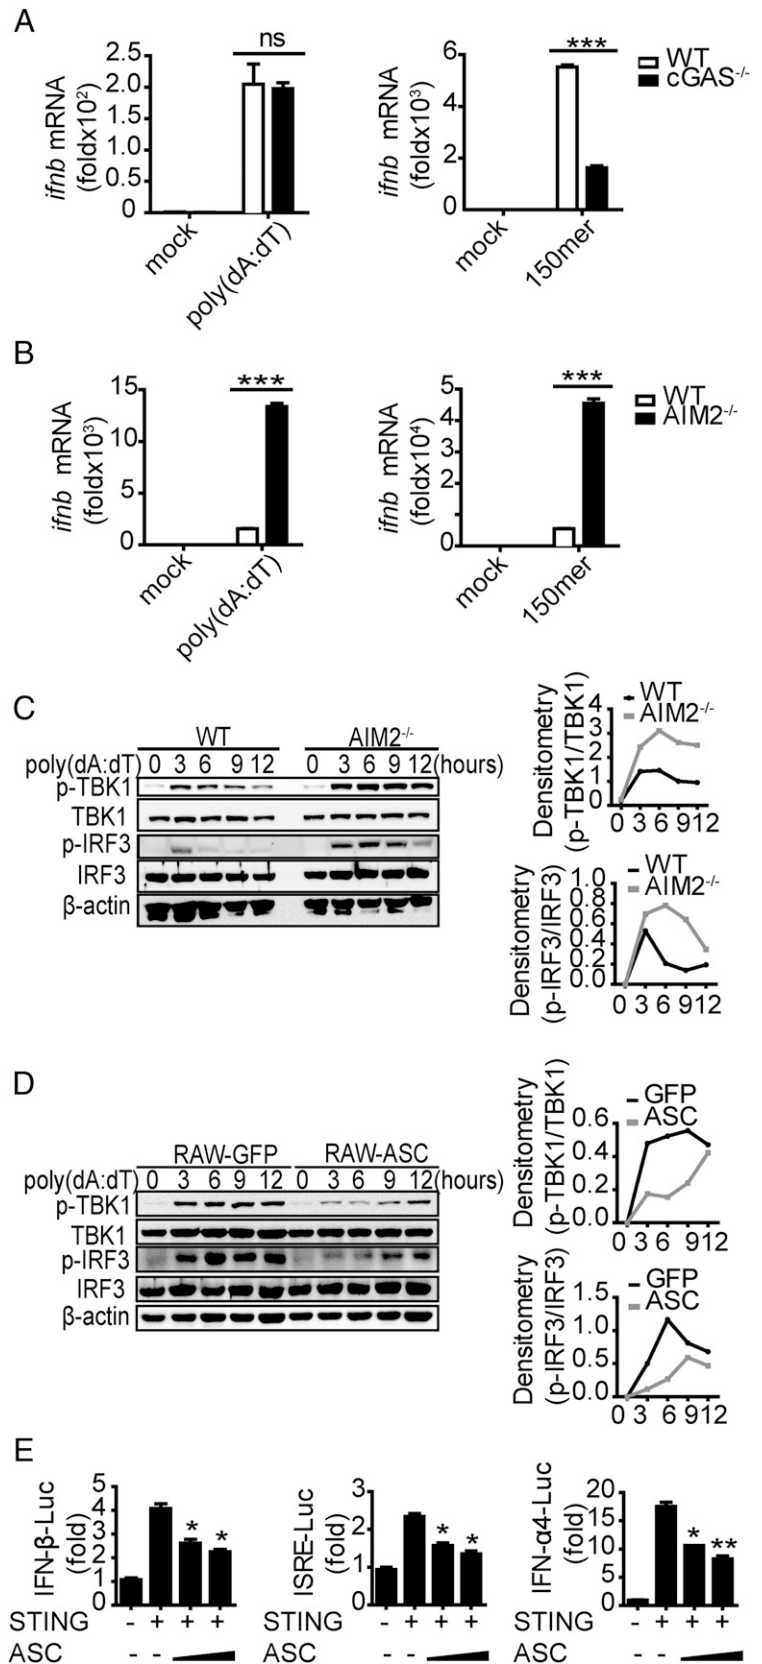 A
ns
***
WT
cGAS-/-
ifnb mRNA
(foldx10²)
2.5
2.0
1.5
1.0
0.5
0
mock
poly(dA:dT)
ifnb mRNA
(foldx10³)
6
4
2
0
mock
150mer
B
***
***
WT
AIM2-/-
ifnb mRNA
(foldx10³)
15
10
5
0
mock
poly(dA:dT)
ifnb mRNA
(foldx10⁴)
5
4
3
2
1
0
mock
150mer
C
WT AIM2-/-
poly(dA:dT) 0 3 6 9 12 0 3 6 9 12 (hours)
p-TBK1
TBK1
p-IRF3
IRF3
β-actin
Densitometry
(p-TBK1/TBK1)
WT
AIM2-/-
4
3
2
1
0
0 3 6 9 12
Densitometry
(p-IRF3/IRF3)
WT
AIM2-/-
1.0
0.8
0.6
0.4
0.2
0.0
0 3 6 9 12
D
RAW-GFP RAW-ASC
poly(dA:dT) 0 3 6 9 12 0 3 6 9 12 (hours)
p-TBK1
TBK1
p-IRF3
IRF3
β-actin
Densitometry
(p-TBK1/TBK1)
GFP
ASC
0.6
0.4
0.2
0.0
0 3 6 9 12
Densitometry
(p-IRF3/IRF3)
GFP
ASC
1.5
1.0
0.5
0.0
0 3 6 9 12
E
IFN-β-Luc
(fold)
5
4
3
2
1
0
* *
STING - + + +
ASC - -
ISRE-Luc
(fold)
3
2
1
0
* *
STING - + + +
ASC - -
IFN-α4-Luc
(fold)
20
15
10
5
0
* **
STING - + + +
ASC - -